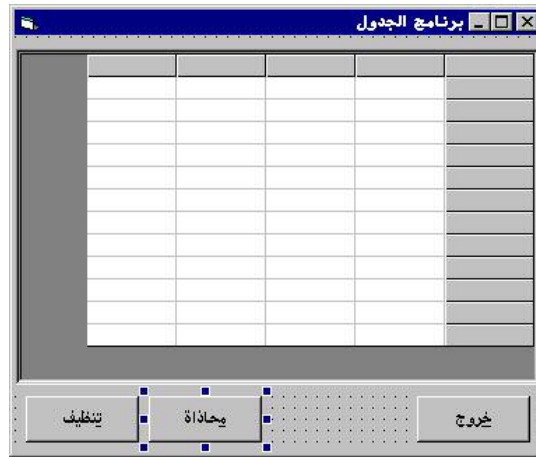 برنامج الجدول
خروج
محاذاة
تنظيف